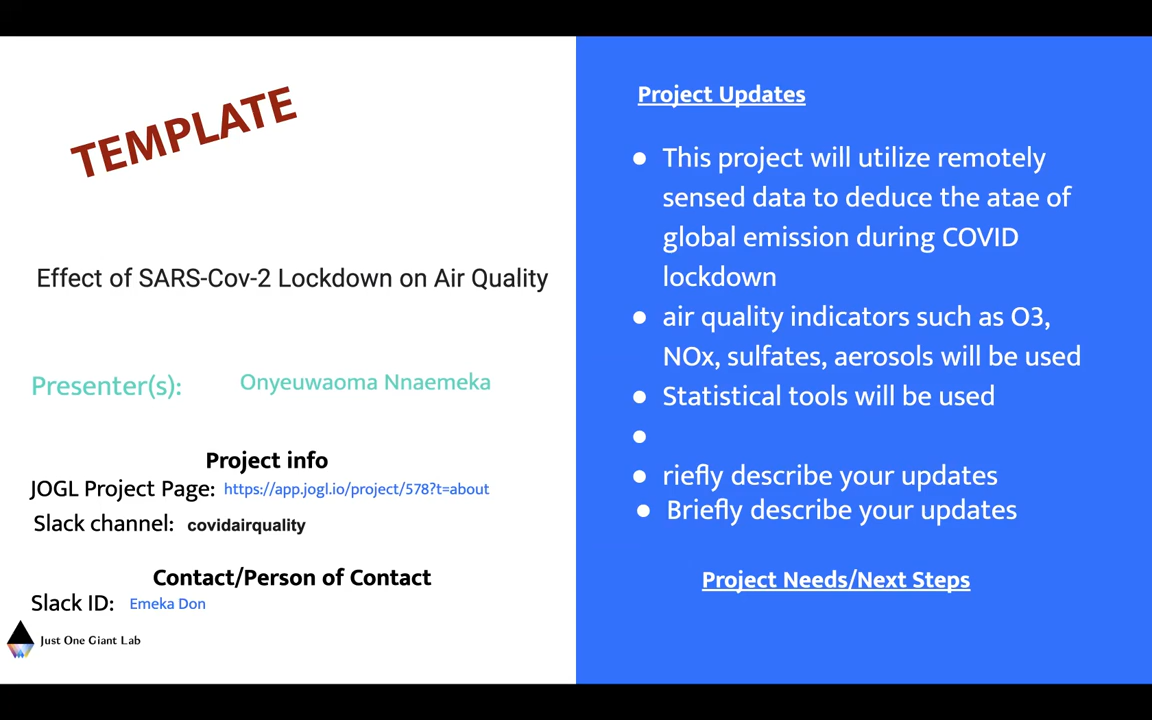 TEMPLATE
Effect of SARS-Cov-2 Lockdown on Air Quality
Presenter(s): Onyeuwaoma Nnaemeka
Project info
JOGL Project Page: https://app.jogl.io/project/578?t=about
Slack channel: covidairquality
Contact/Person of Contact
Slack ID: Emeka Don
Just One Giant Lab
Project Updates
● This project will utilize remotely
sensed data to deduce the atae of
global emission during COVID
lockdown
● air quality indicators such as O3,
NOx, sulfates, aerosols will be used
● Statistical tools will be used
●
● riefly describe your updates
● Briefly describe your updates
Project Needs/Next Steps